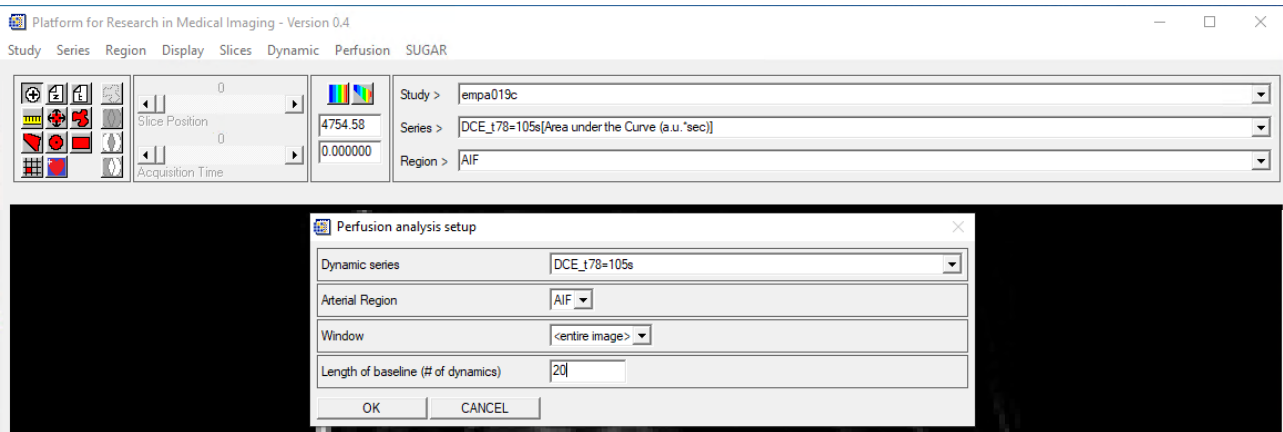 Platform for Research in Medical Imaging - Version 0.4
Study Series Region Display Slices Dynamic Perfusion SUGAR
0
Slice Position
0
Acquisition Time
4754.58
0.000000
Study > empa019c
Series > DCE_t78=105s[Area under the Curve (a.u.*sec)]
Region > AIF
Perfusion analysis setup
Dynamic series DCE_t78=105s
Arterial Region AIF
Window <entire image>
Length of baseline (# of dynamics) 20
OK CANCEL